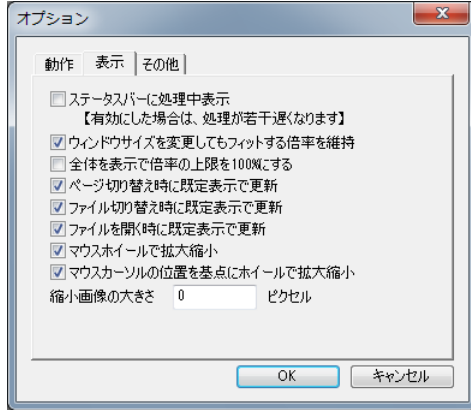 オプション
動作 表示 その他
ステータスバーに処理中表示
【有効にした場合は、処理が若干遅くなります】
ウィンドウサイズを変更してもフィットする倍率を維持
全体を表示で倍率の上限を100%にする
ページ切り替え時に既定表示で更新
ファイル切り替え時に既定表示で更新
ファイルを開く時に既定表示で更新
マウスホイールで拡大縮小
マウスカーソルの位置を基点にホイールで拡大縮小
縮小画像の大きさ 0 ピクセル
OK キャンセル